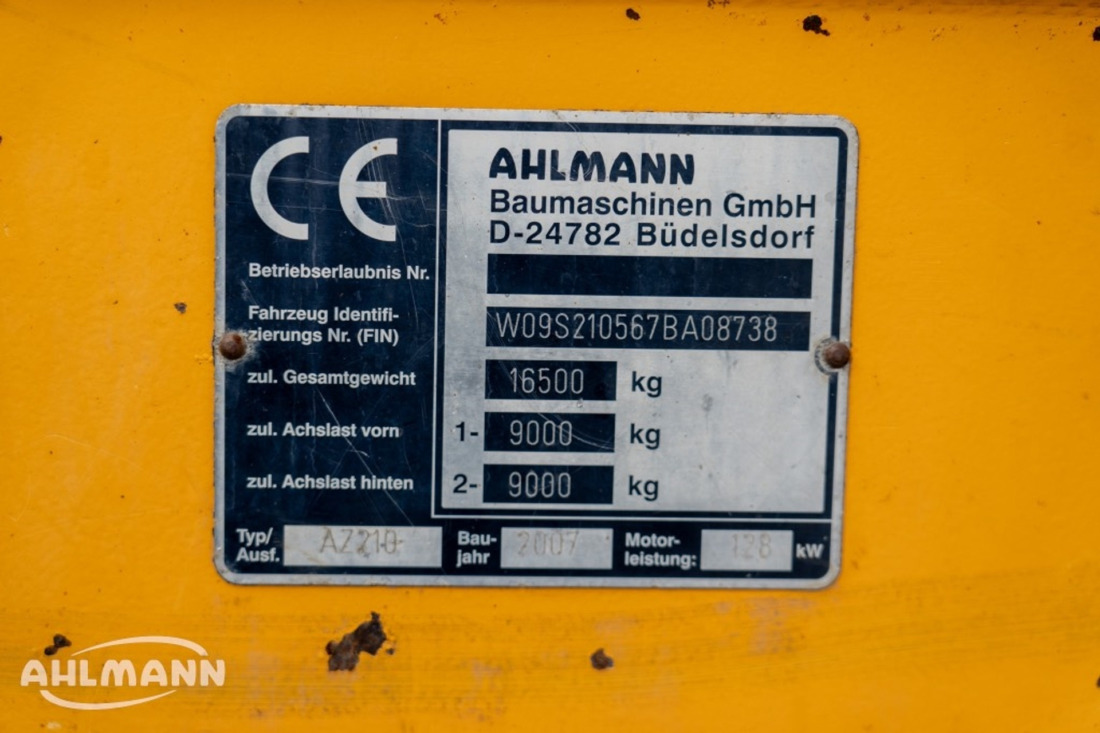 CE
AHLMANN
Baumaschinen GmbH
D-24782 Büdelsdorf
Betriebserlaubnis Nr.
Fahrzeug Identifi-
zierungs Nr. (FIN)
W09S210567BA08738
zul. Gesamtgewicht 16500 kg
zul. Achslast vorn 1- 9000 kg
zul. Achslast hinten 2- 9000 kg
Typ/
Ausf. AZ210
Bau-
jahr 2007
Motor-
leistung: 128 kW
AHLMANN